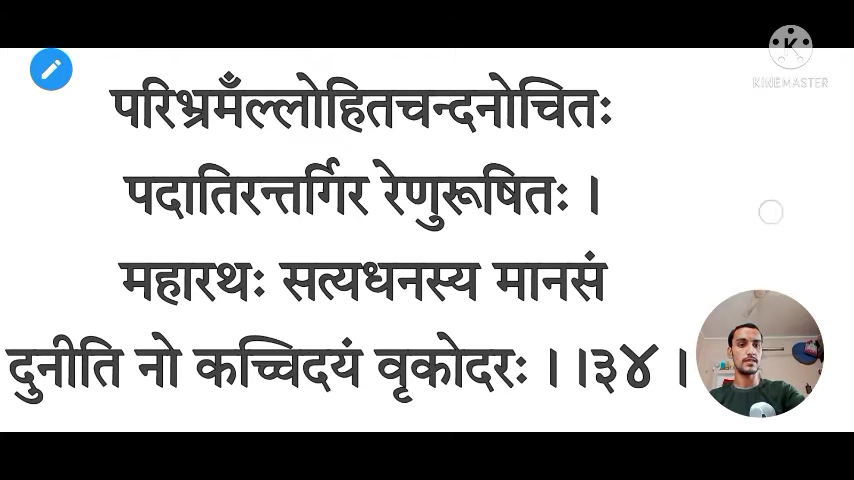 परिभ्रमँल्लोहितचन्दनोचितः
पदातिरन्तर्गिर रेणुरूषितः ।
महारथः सत्यधनस्य मानसं
दुनीति नो कच्चिदयं वृकोदरः ।।३४।
K
KINEMASTER